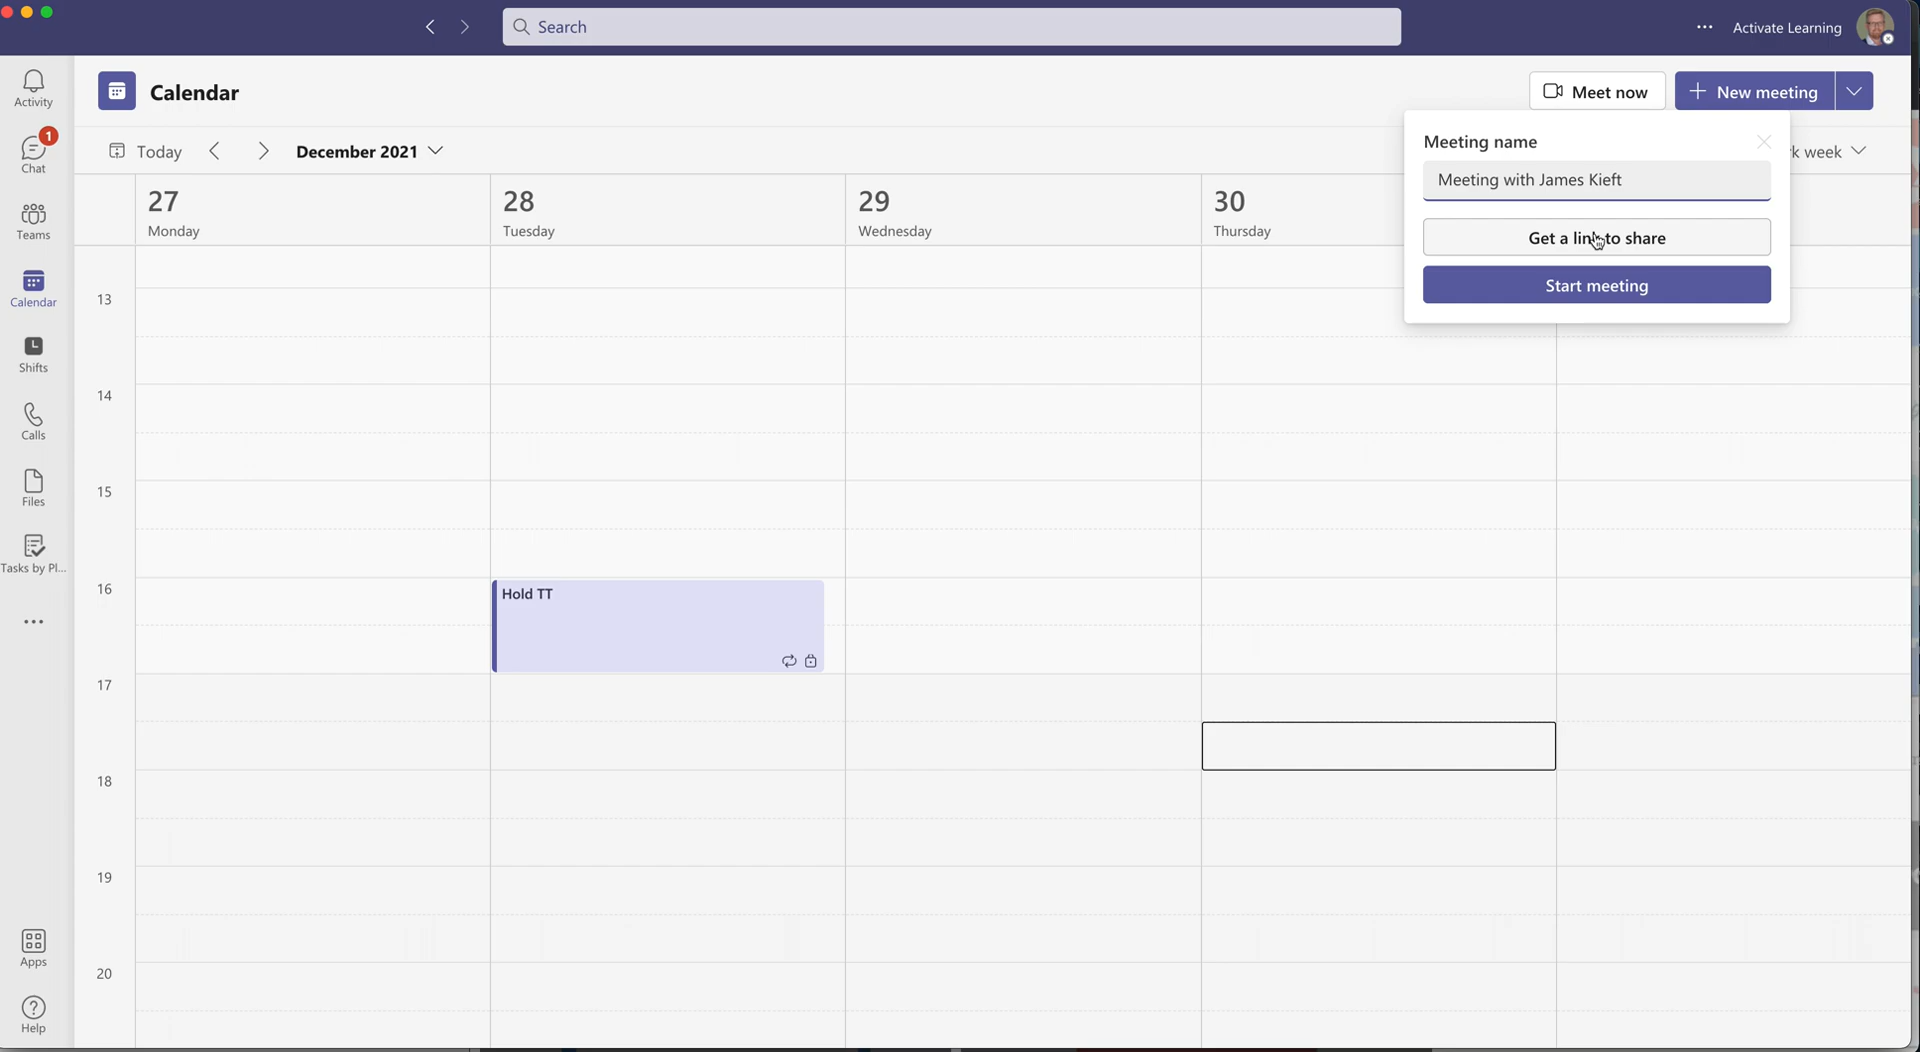 Search
Activate Learning
Activity
1
Chat
Teams
Calendar
Shifts
Calls
Files
Tasks by Pl...
Apps
Help
Calendar
Meet now
New meeting
Today
December 2021
k week
Meeting name
Meeting with James Kieft
Get a link to share
Start meeting
27
Monday
28
Tuesday
29
Wednesday
30
Thursday
13
14
15
16
Hold TT
17
18
19
20